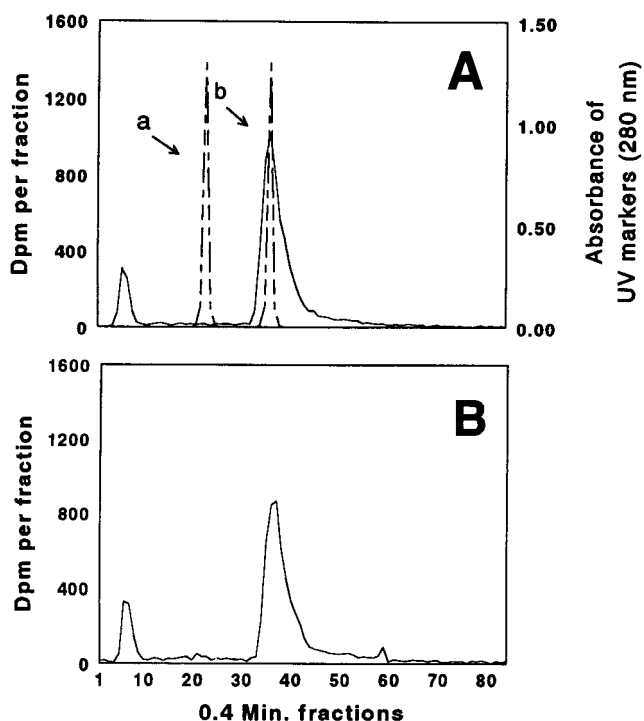 1600
1200
800
400
0
Dpm per fraction
a
b
A
1.50
1.00
0.50
0.00
Absorbance of
UV markers (280 nm)
1600
1200
800
400
0
Dpm per fraction
B
1 10 20 30 40 50 60 70 80
0.4 Min. fractions